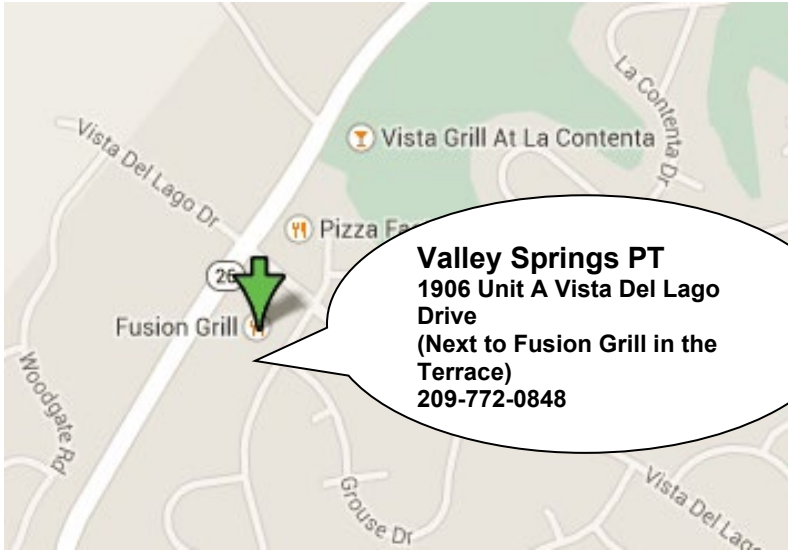 La Contenta Dr
Vista Grill At La Contenta
Vista Del Lago Dr
Pizza
26
Fusion Grill
Valley Springs PT
1906 Unit A Vista Del Lago
Drive
(Next to Fusion Grill in the
Terrace)
209-772-0848
Woodgate Rd
Grouse Dr
Vista Del Lago